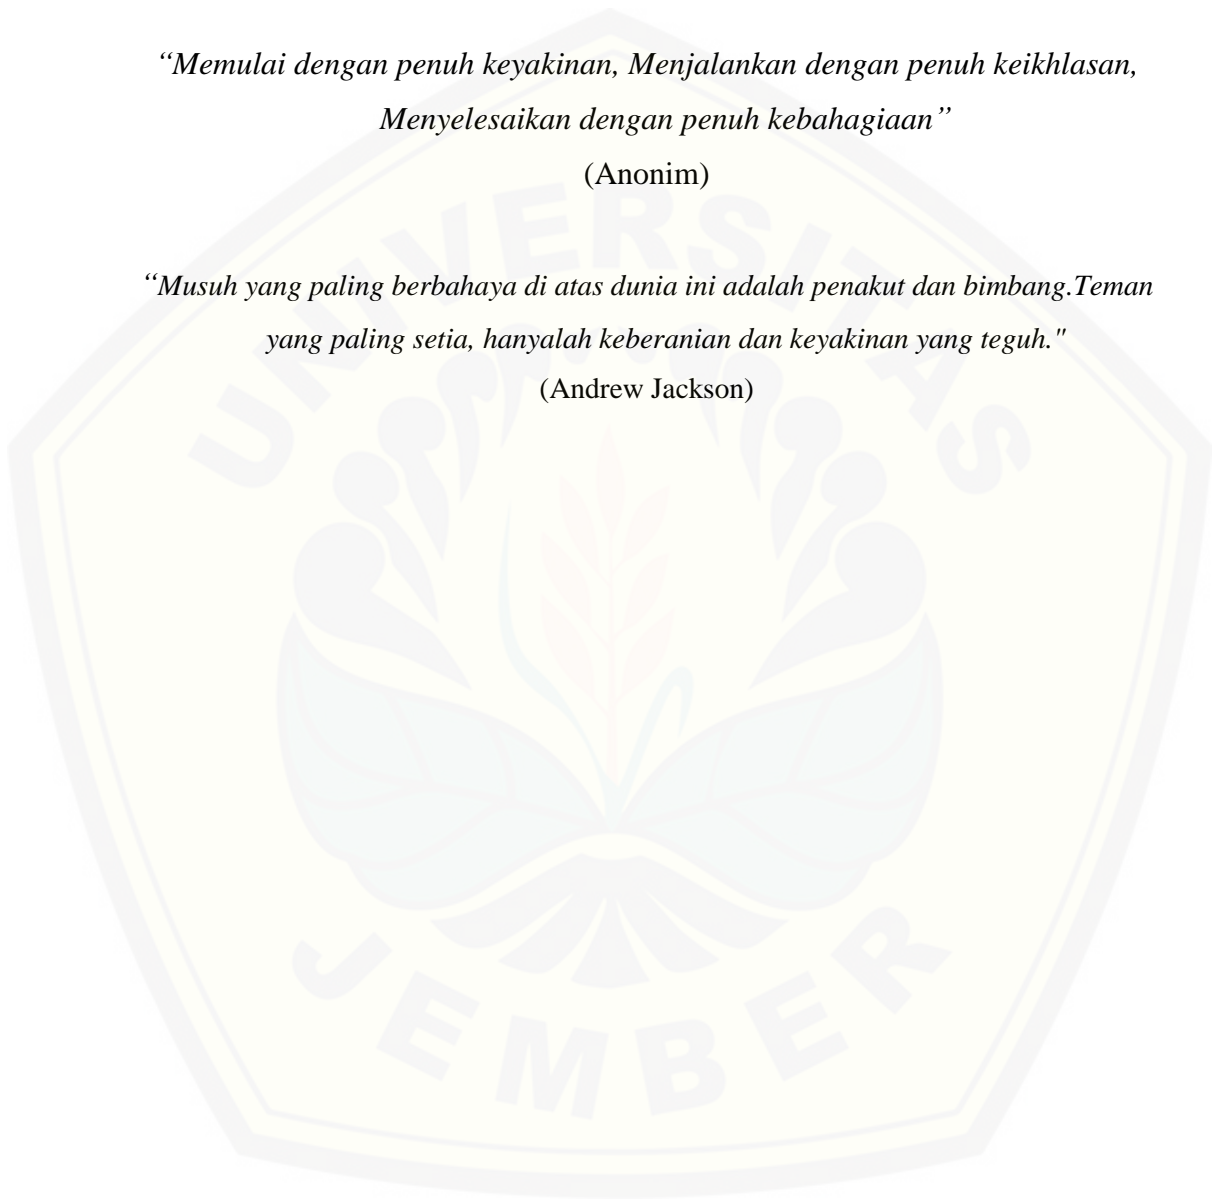 “Memulai dengan penuh keyakinan, Menjalankan dengan penuh keikhlasan,
Menyelesaikan dengan penuh kebahagiaan”
(Anonim)
“Musuh yang paling berbahaya di atas dunia ini adalah penakut dan bimbang.Teman
yang paling setia, hanyalah keberanian dan keyakinan yang teguh."
(Andrew Jackson)
UNIVERSITAS
JEMBER